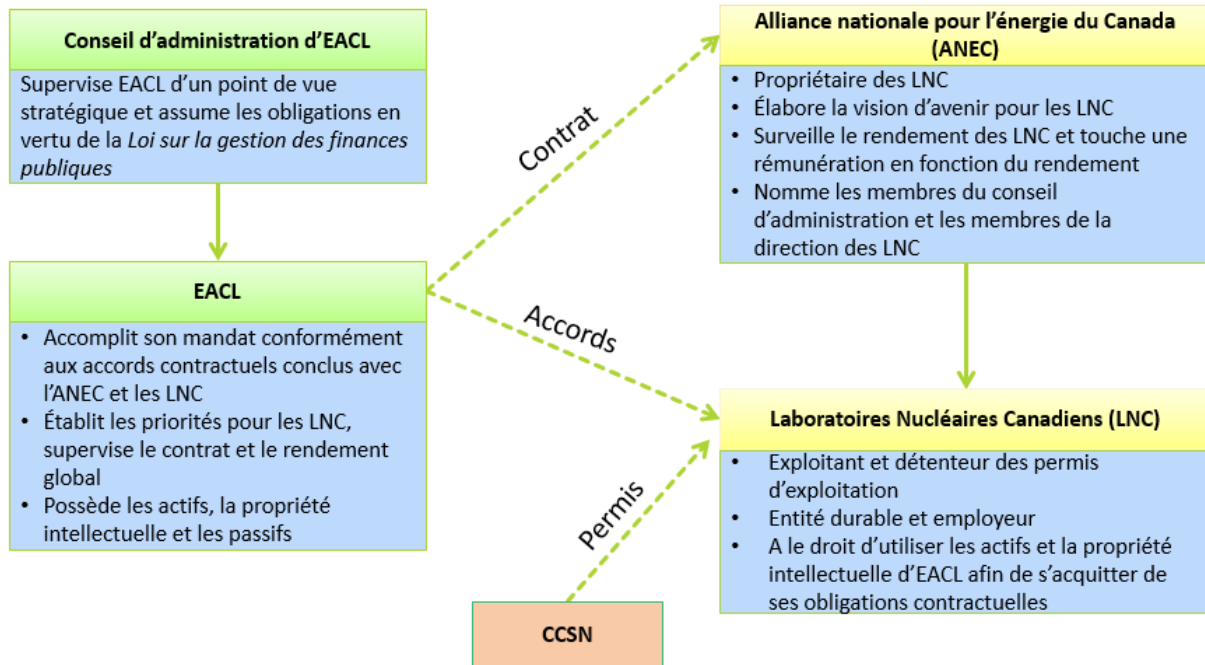 Conseil d’administration d’EACL
Supervise EACL d’un point de vue
stratégique et assume les obligations en
vertu de la Loi sur la gestion des finances
publiques
EACL
• Accomplit son mandat conformément
aux accords contractuels conclus avec
l’ANEC et les LNC
• Établit les priorités pour les LNC,
supervise le contrat et le rendement
global
• Possède les actifs, la propriété
intellectuelle et les passifs
Contrat
Accords
Permis
CCSN
Alliance nationale pour l’énergie du Canada
(ANEC)
• Propriétaire des LNC
• Élabore la vision d’avenir pour les LNC
• Surveille le rendement des LNC et touche une
rémunération en fonction du rendement
• Nomme les membres du conseil
d’administration et les membres de la
direction des LNC
Laboratoires Nucléaires Canadiens (LNC)
• Exploitant et détenteur des permis
d’exploitation
• Entité durable et employeur
• A le droit d’utiliser les actifs et la propriété
intellectuelle d’EACL afin de s’acquitter de
ses obligations contractuelles